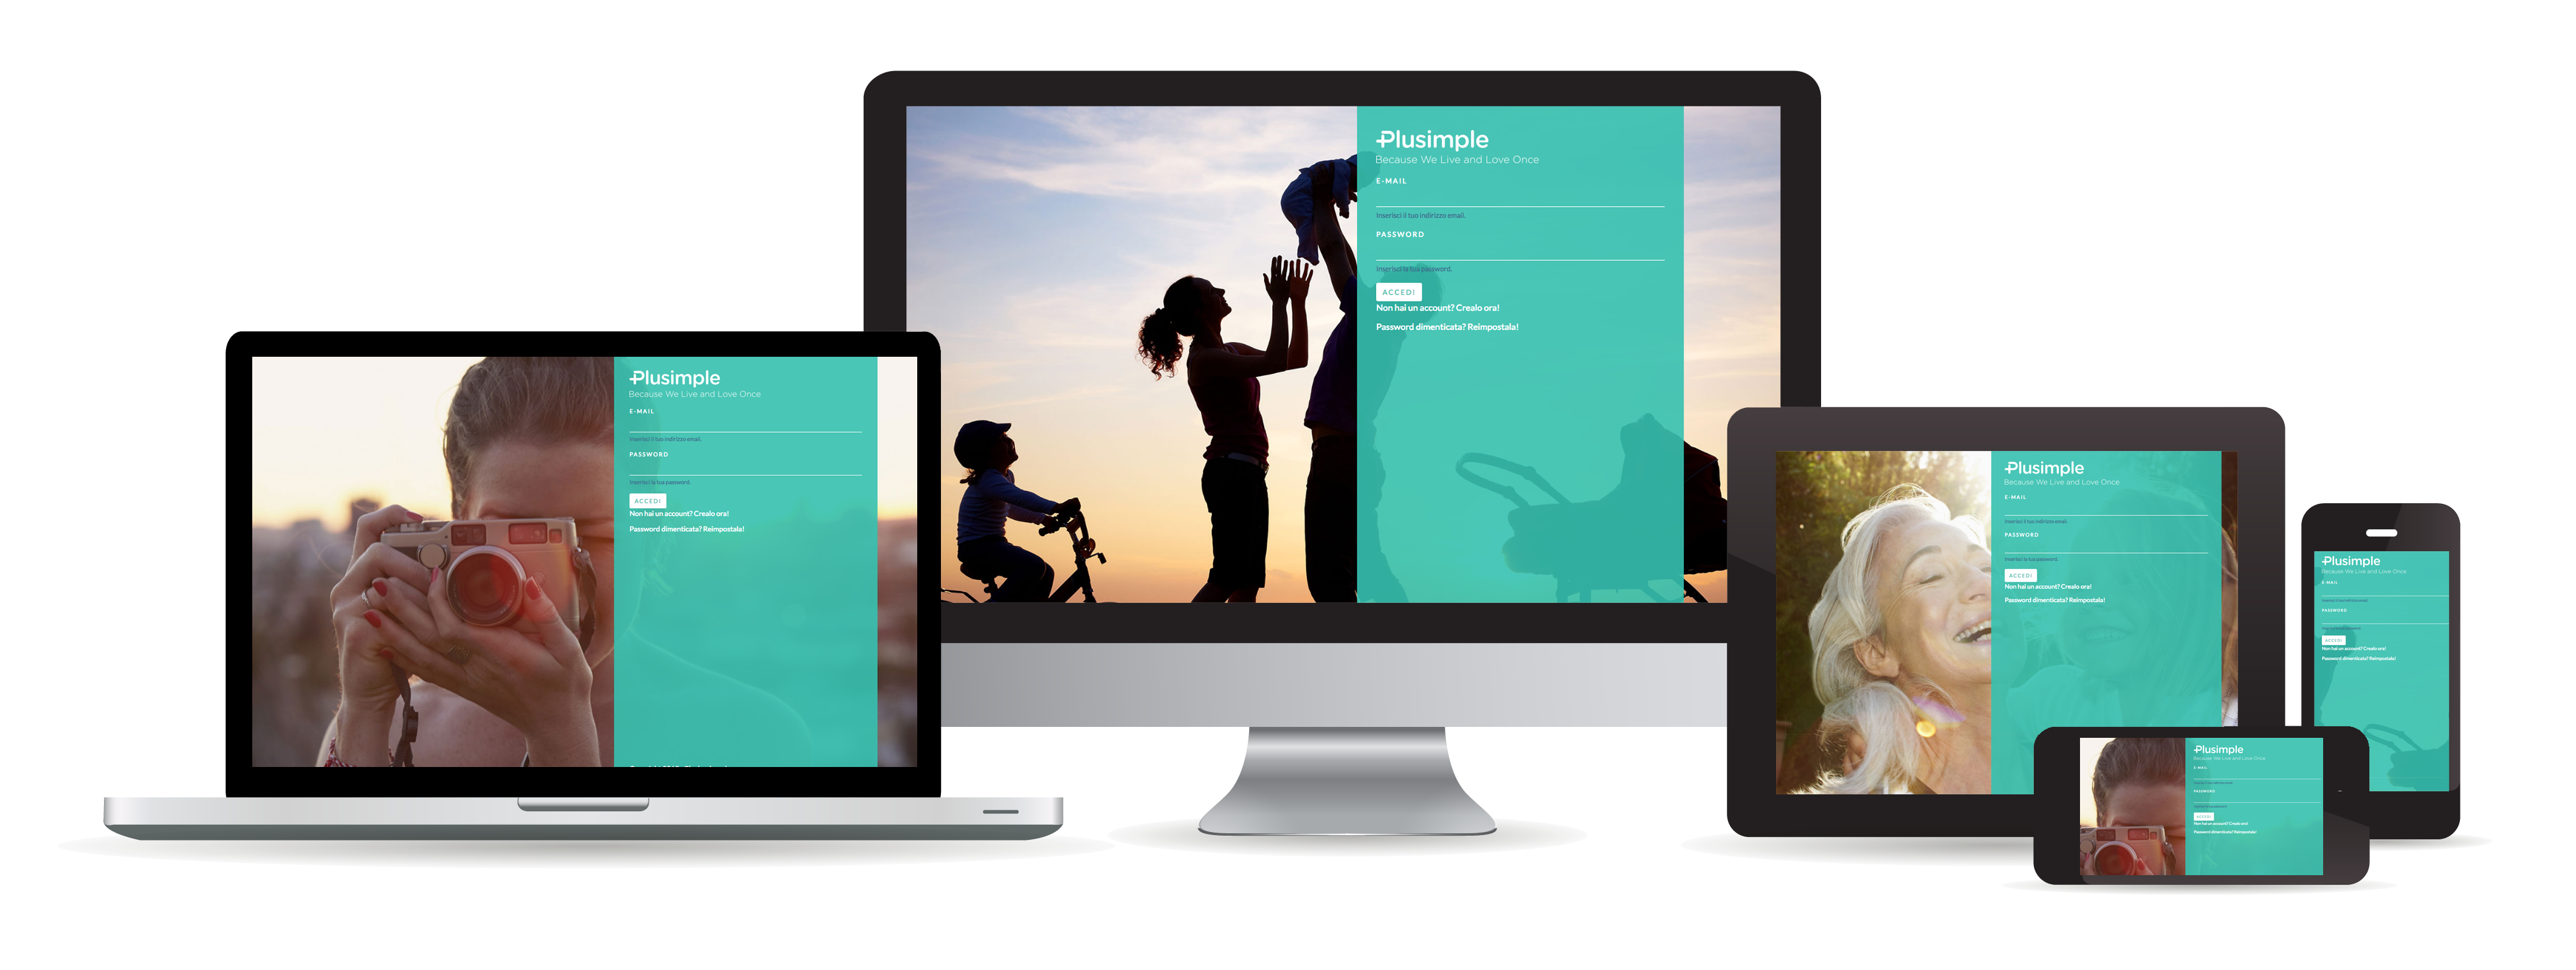 Plusimple
Because We Live and Love Once
E-MAIL
Inserisci il tuo indirizzo email.
PASSWORD
Inserisci la tua password.
ACCEDI
Non hai un account? Crealo ora!
Password dimenticata? Reimpostala!
Plusimple
Because We Live and Love Once
E-MAIL
Inserisci il tuo indirizzo email.
PASSWORD
Inserisci la tua password.
ACCEDI
Non hai un account? Crealo ora!
Password dimenticata? Reimpostala!
Plusimple
Because We Live and Love Once
E-MAIL
Inserisci il tuo indirizzo email.
PASSWORD
Inserisci la tua password.
ACCEDI
Non hai un account? Crealo ora!
Password dimenticata? Reimpostala!
Plusimple
Because We Live and Love Once
E-MAIL
PASSWORD
ACCEDI
Non hai un account? Crealo ora!
Password dimenticata? Reimpostala!
Plusimple
Because We Live and Love Once
E-MAIL
PASSWORD
ACCEDI
Non hai un account? Crealo ora!
Password dimenticata? Reimpostala!